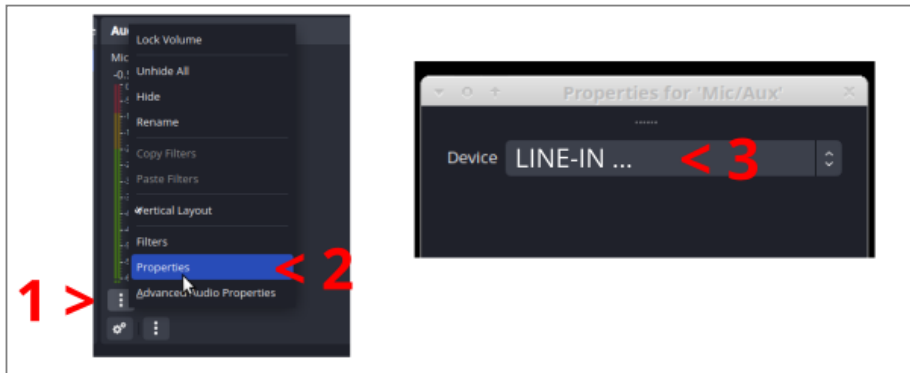 Au
Lock Volume
Mic
-0.
Unhide All
Hide
Rename
Copy Filters
Paste Filters
Vertical Layout
Filters
Properties
< 2
1 >
Advanced Audio Properties
Properties for 'Mic/Aux'
Device
LINE-IN ...
< 3